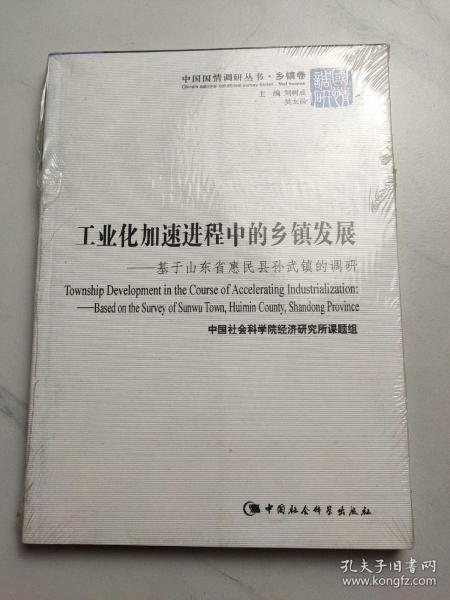 中国国情调研丛书·乡镇卷
China's national conditions survey Series · Vol towns
主 编 刘树成
吴太昌
國情
調研
工业化加速进程中的乡镇发展
——基于山东省惠民县孙武镇的调研
Township Development in the Course of Accelerating Industrialization:
——Based on the Survey of Sunwu Town, Huimin County, Shandong Province
中国社会科学院经济研究所课题组
中国社会科学出版社
孔夫子旧书网
www.kongfz.com